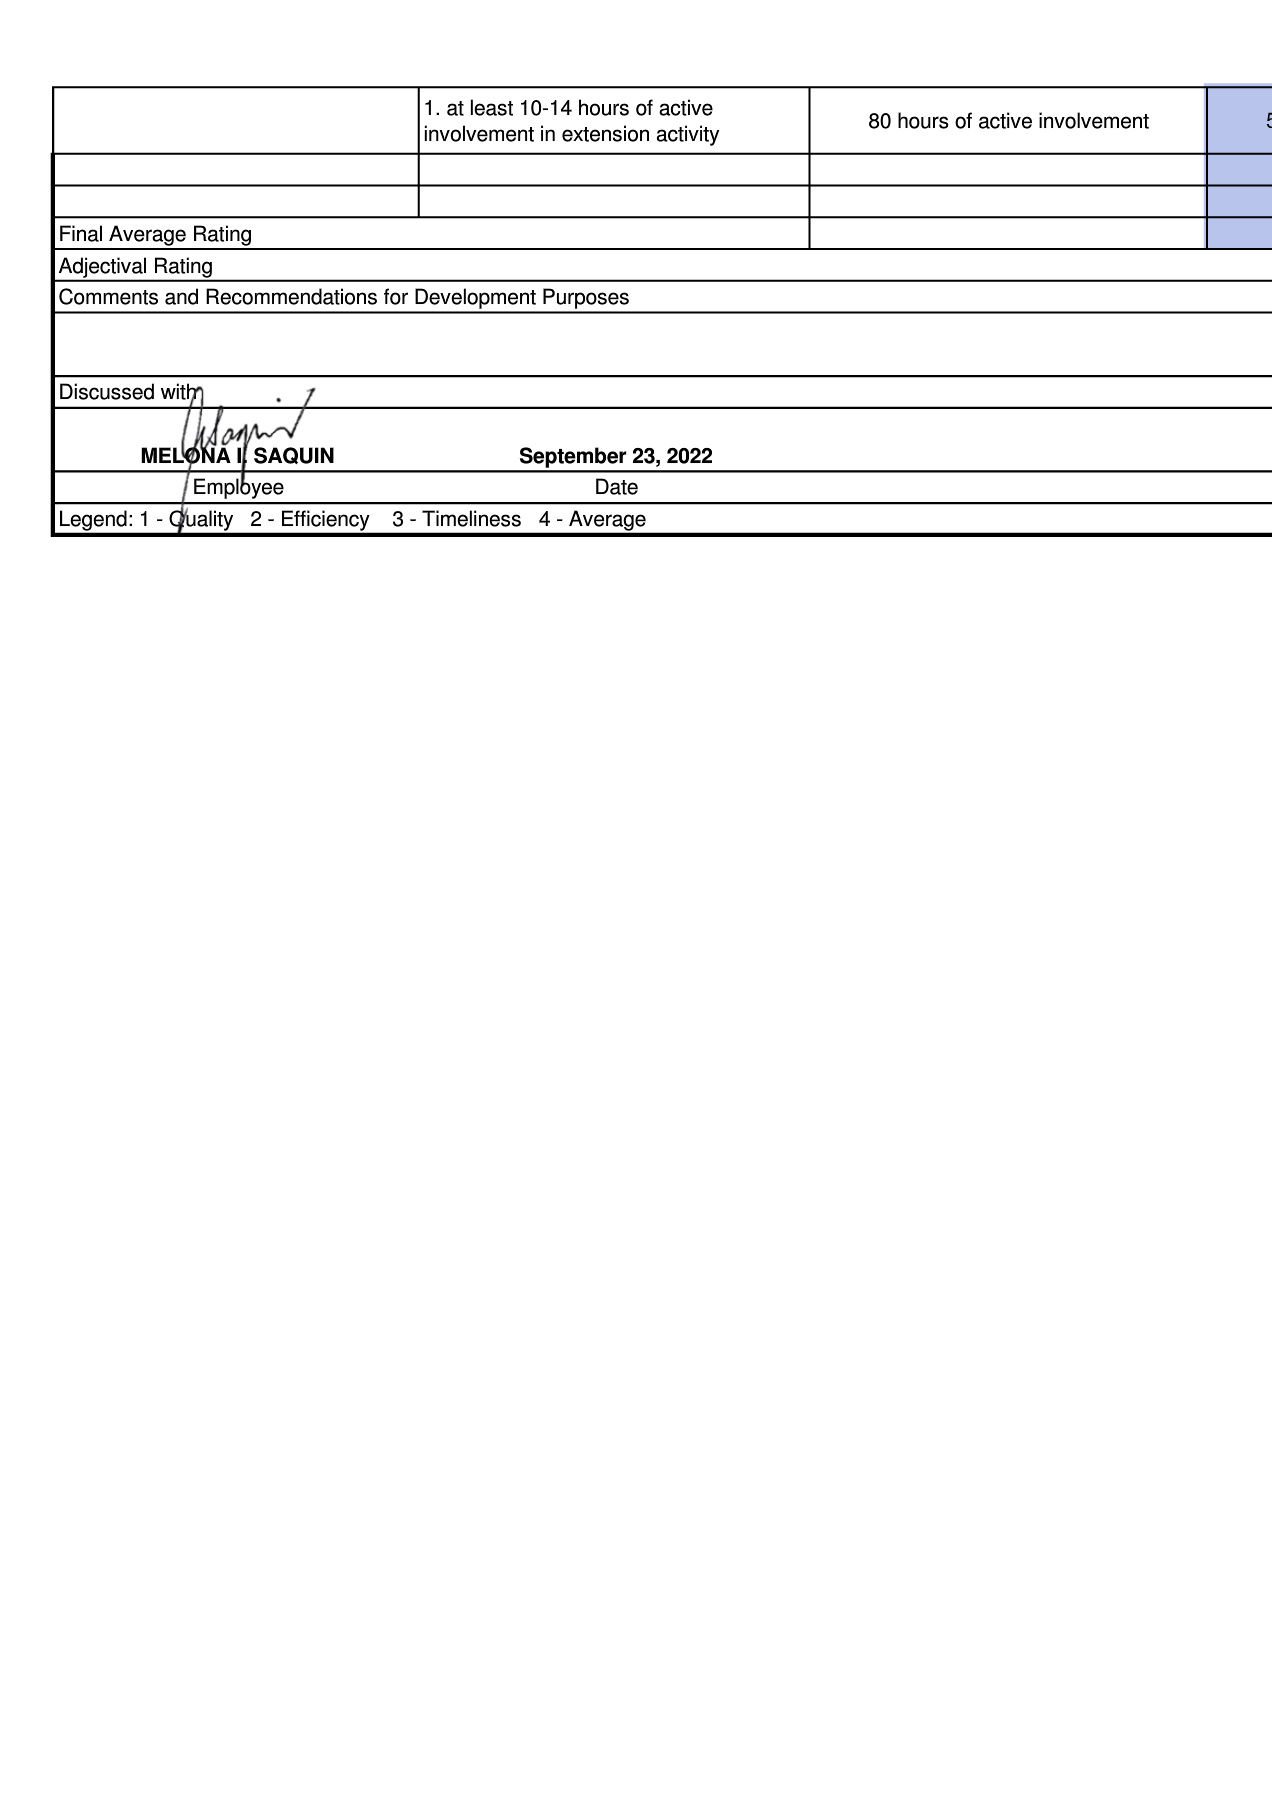 1. at least 10-14 hours of active
involvement in extension activity
80 hours of active involvement
5
Final Average Rating
Adjectival Rating
Comments and Recommendations for Development Purposes
Discussed with
MELONA I. SAQUIN
September 23, 2022
Employee
Date
Legend: 1 - Quality 2 - Efficiency 3 - Timeliness 4 - Average